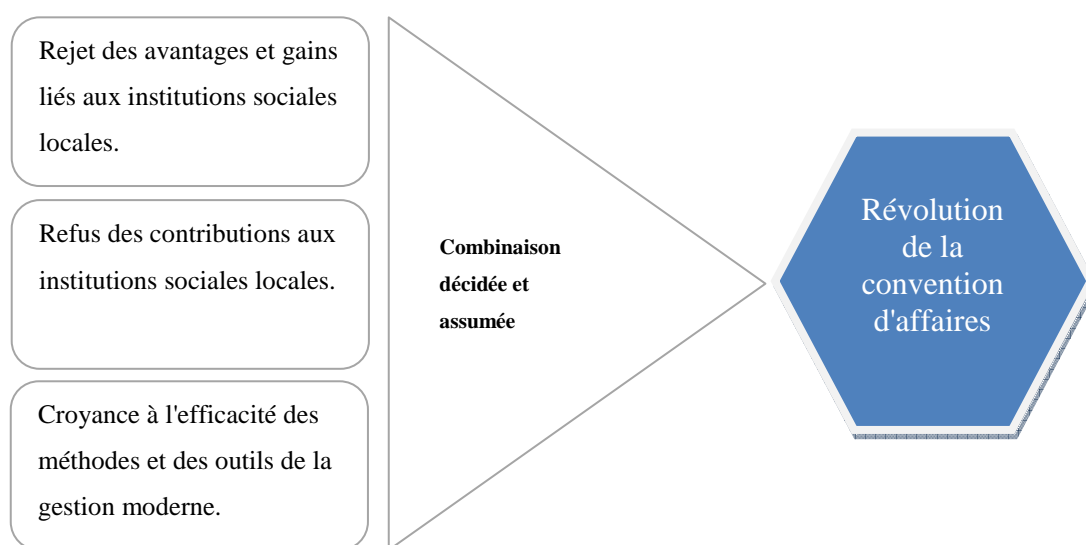 Rejet des avantages et gains
liés aux institutions sociales
locales.
Refus des contributions aux
institutions sociales locales.
Croyance à l'efficacité des
méthodes et des outils de la
gestion moderne.
Combinaison
décidée et
assumée
Révolution
de la
convention
d'affaires